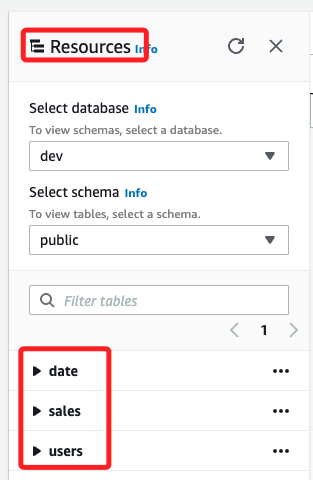 Resources Info
Select database Info
To view schemas, select a database.
dev
Select schema Info
To view tables, select a schema.
public
Filter tables
1
date
sales
users